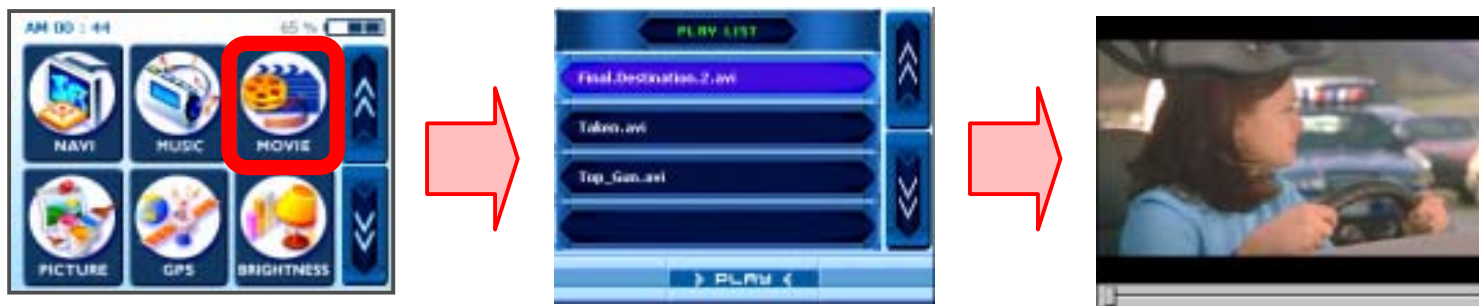 AM 00 : 44 65 %
NAVI MUSIC MOVIE
PICTURE GPS BRIGHTNESS
PLAY LIST
Final.Destination.2.avi
Taken.avi
Top_Gun.avi
PLAY